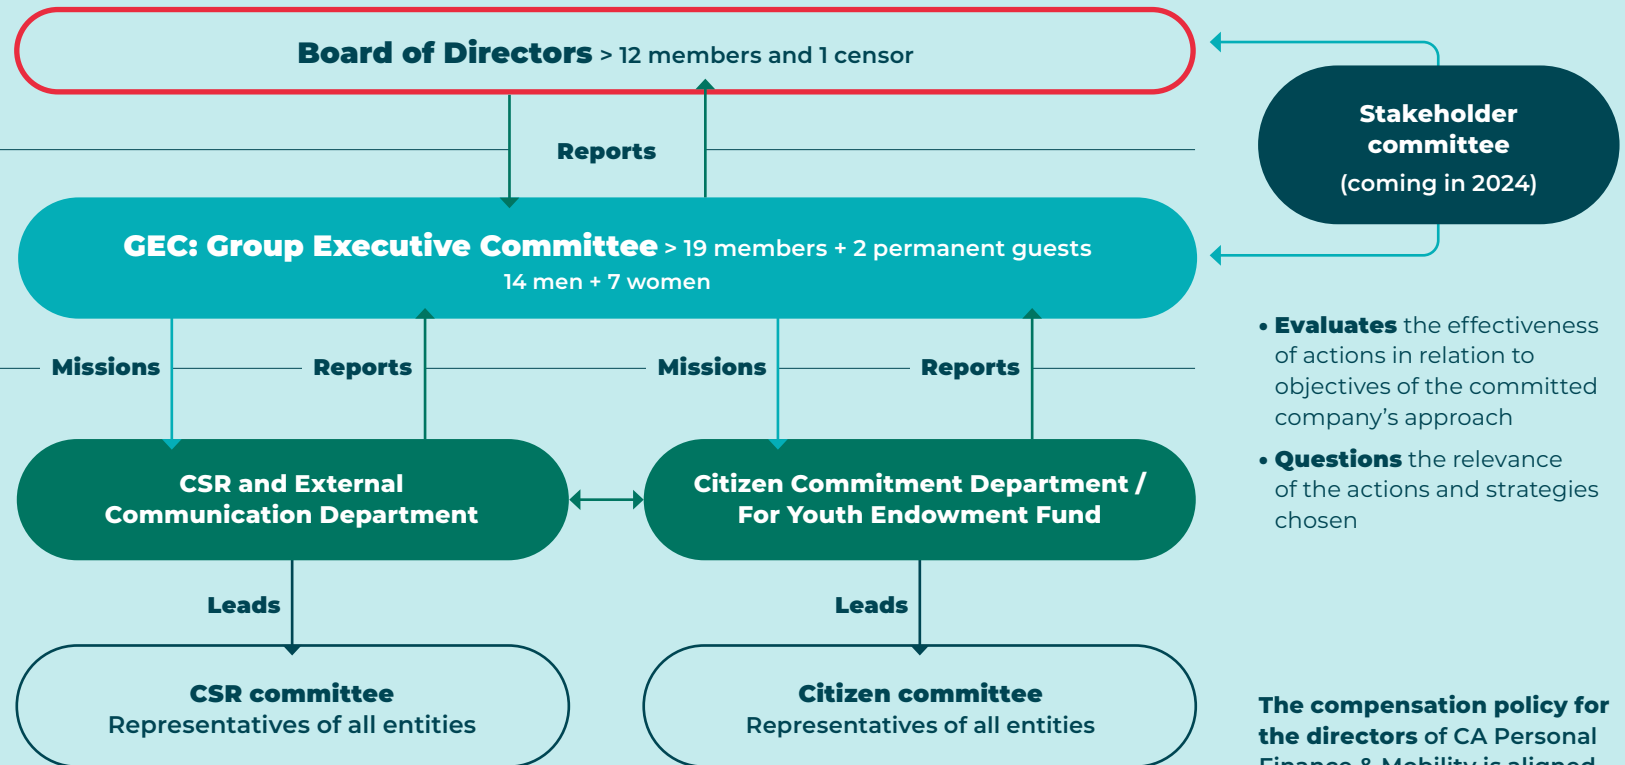 Board of Directors > 12 members and 1 censor
Reports
GEC: Group Executive Committee > 19 members + 2 permanent guests
14 men + 7 women
Missions
Reports
Missions
Reports
CSR and External
Communication Department
Citizen Commitment Department /
For Youth Endowment Fund
Leads
Leads
CSR committee
Representatives of all entities
Citizen committee
Representatives of all entities
Stakeholder
committee
(coming in 2024)
• Evaluates the effectiveness
of actions in relation to
objectives of the committed
company’s approach
• Questions the relevance
of the actions and strategies
chosen
The compensation policy for
the directors of CA Personal
Finance & Mobility is aligned